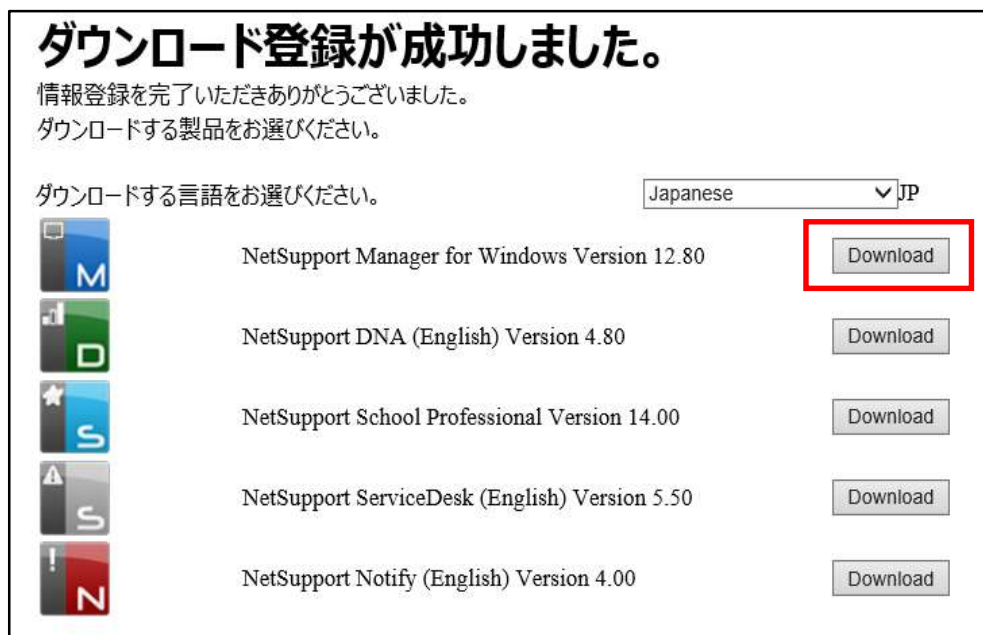 ダウンロード登録が成功しました。
情報登録を完了いただきありがとうございました。
ダウンロードする製品をお選びください。
ダウンロードする言語をお選びください。 Japanese JP
M NetSupport Manager for Windows Version 12.80 Download
D NetSupport DNA (English) Version 4.80 Download
S NetSupport School Professional Version 14.00 Download
S NetSupport ServiceDesk (English) Version 5.50 Download
! N NetSupport Notify (English) Version 4.00 Download